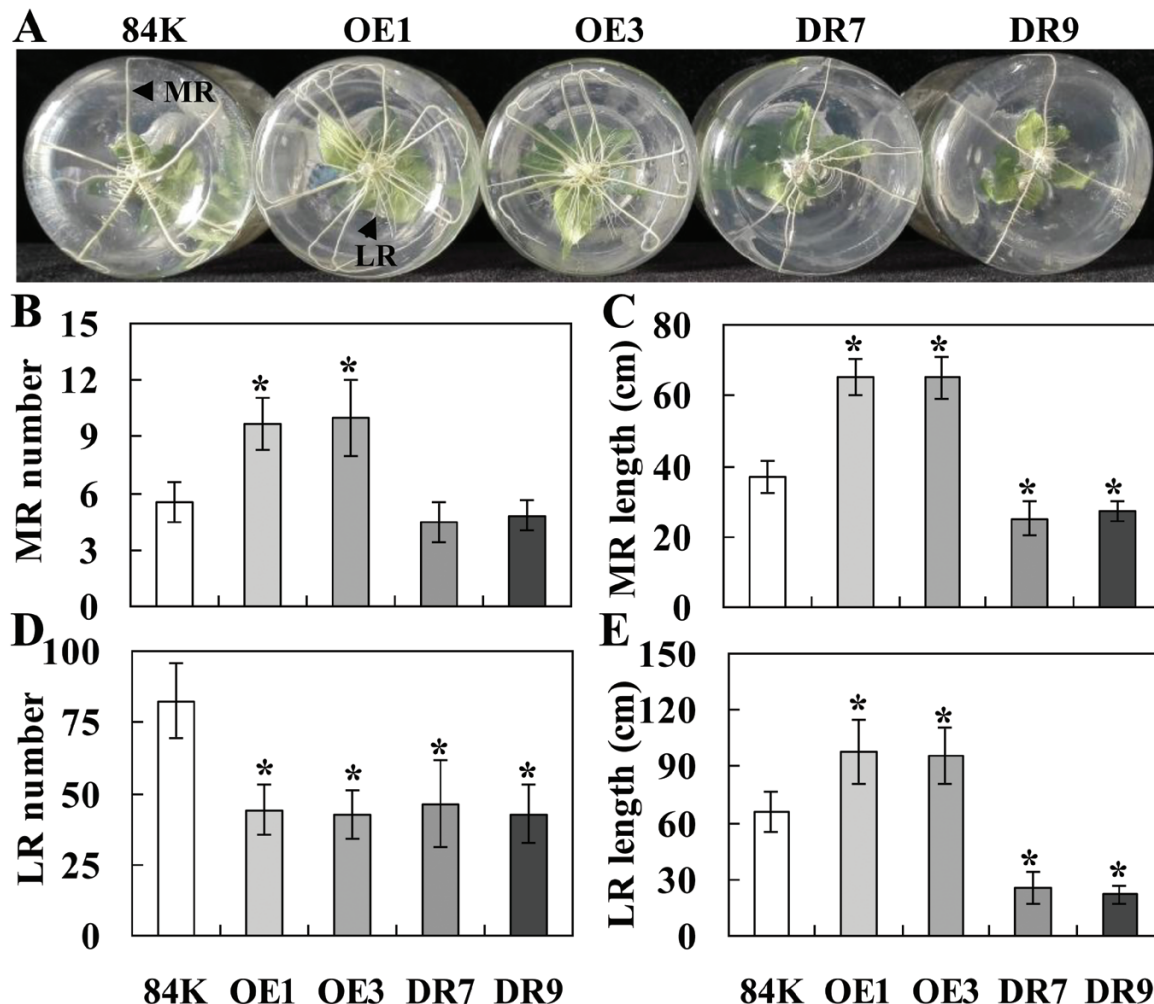 A 84K OE1 OE3 DR7 DR9
MR
LR
B
MR number
15
12
9
6
3
0
* *
C
MR length (cm)
80
60
40
20
0
* * * *
D
LR number
100
75
50
25
0
* * * *
84K OE1 OE3 DR7 DR9
E
LR length (cm)
150
120
90
60
30
0
* * * *
84K OE1 OE3 DR7 DR9